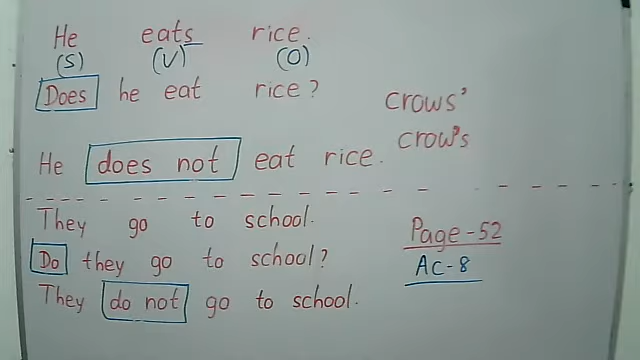 He eats rice.
(S) (V) (O)
Does he eat rice?
He does not eat rice.
crows'
crow's
They go to school.
Do they go to school?
They do not go to school.
Page-52
AC-8